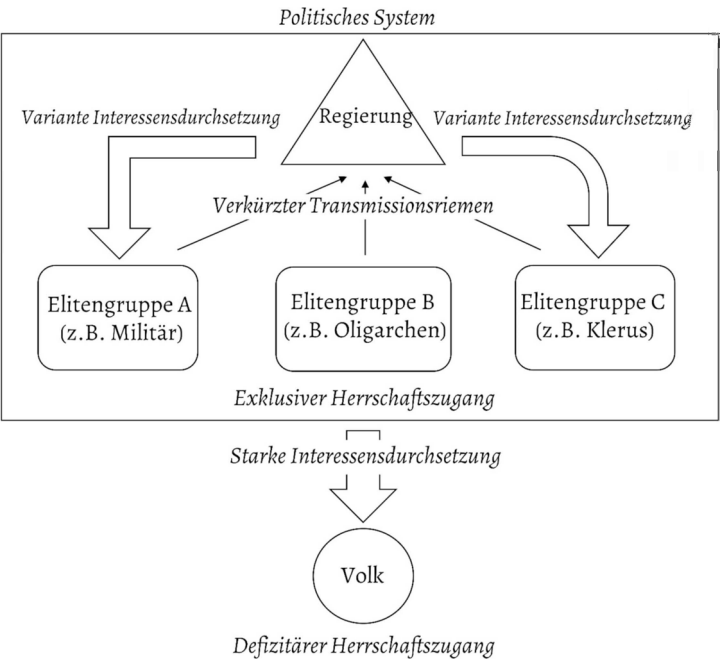 Politisches System
Regierung
Variante Interessensdurchsetzung
Variante Interessensdurchsetzung
Verkürzter Transmissionsriemen
Elitengruppe A
(z.B. Militär)
Elitengruppe B
(z.B. Oligarchen)
Elitengruppe C
(z.B. Klerus)
Exklusiver Herrschaftszugang
Starke Interessensdurchsetzung
Volk
Defizitärer Herrschaftszugang